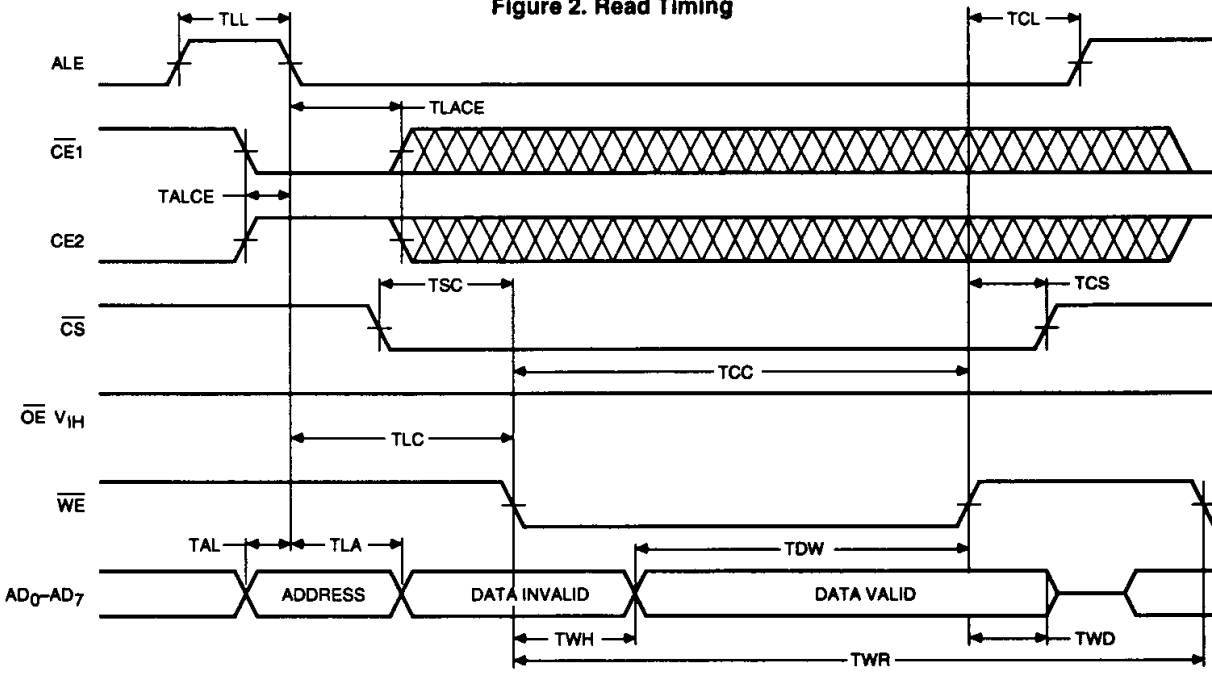 Figure 2. Read Timing
TLL
TCL
ALE
TLACE
CE1
TALCE
CE2
TSC
TCS
CS
TCC
OE VIH
TLC
WE
TAL
TLA
TDW
AD0–AD7
ADDRESS
DATA INVALID
DATA VALID
TWH
TWD
TWR